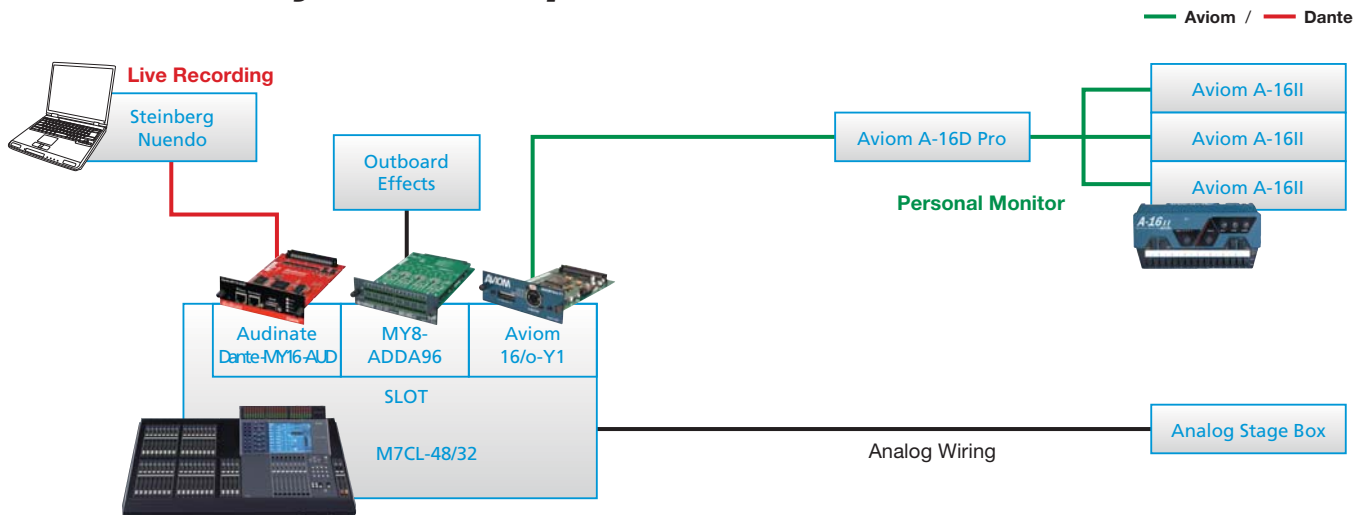 Aviom / Dante
Live Recording
Steinberg
Nuendo
Outboard
Effects
Aviom A-16D Pro
Aviom A-16II
Aviom A-16II
Aviom A-16II
Personal Monitor
A-16II
AVIOM
Audinate
Dante-MY16-AUD
MY8-
ADDA96
Aviom
16/o-Y1
SLOT
M7CL-48/32
Analog Wiring
Analog Stage Box